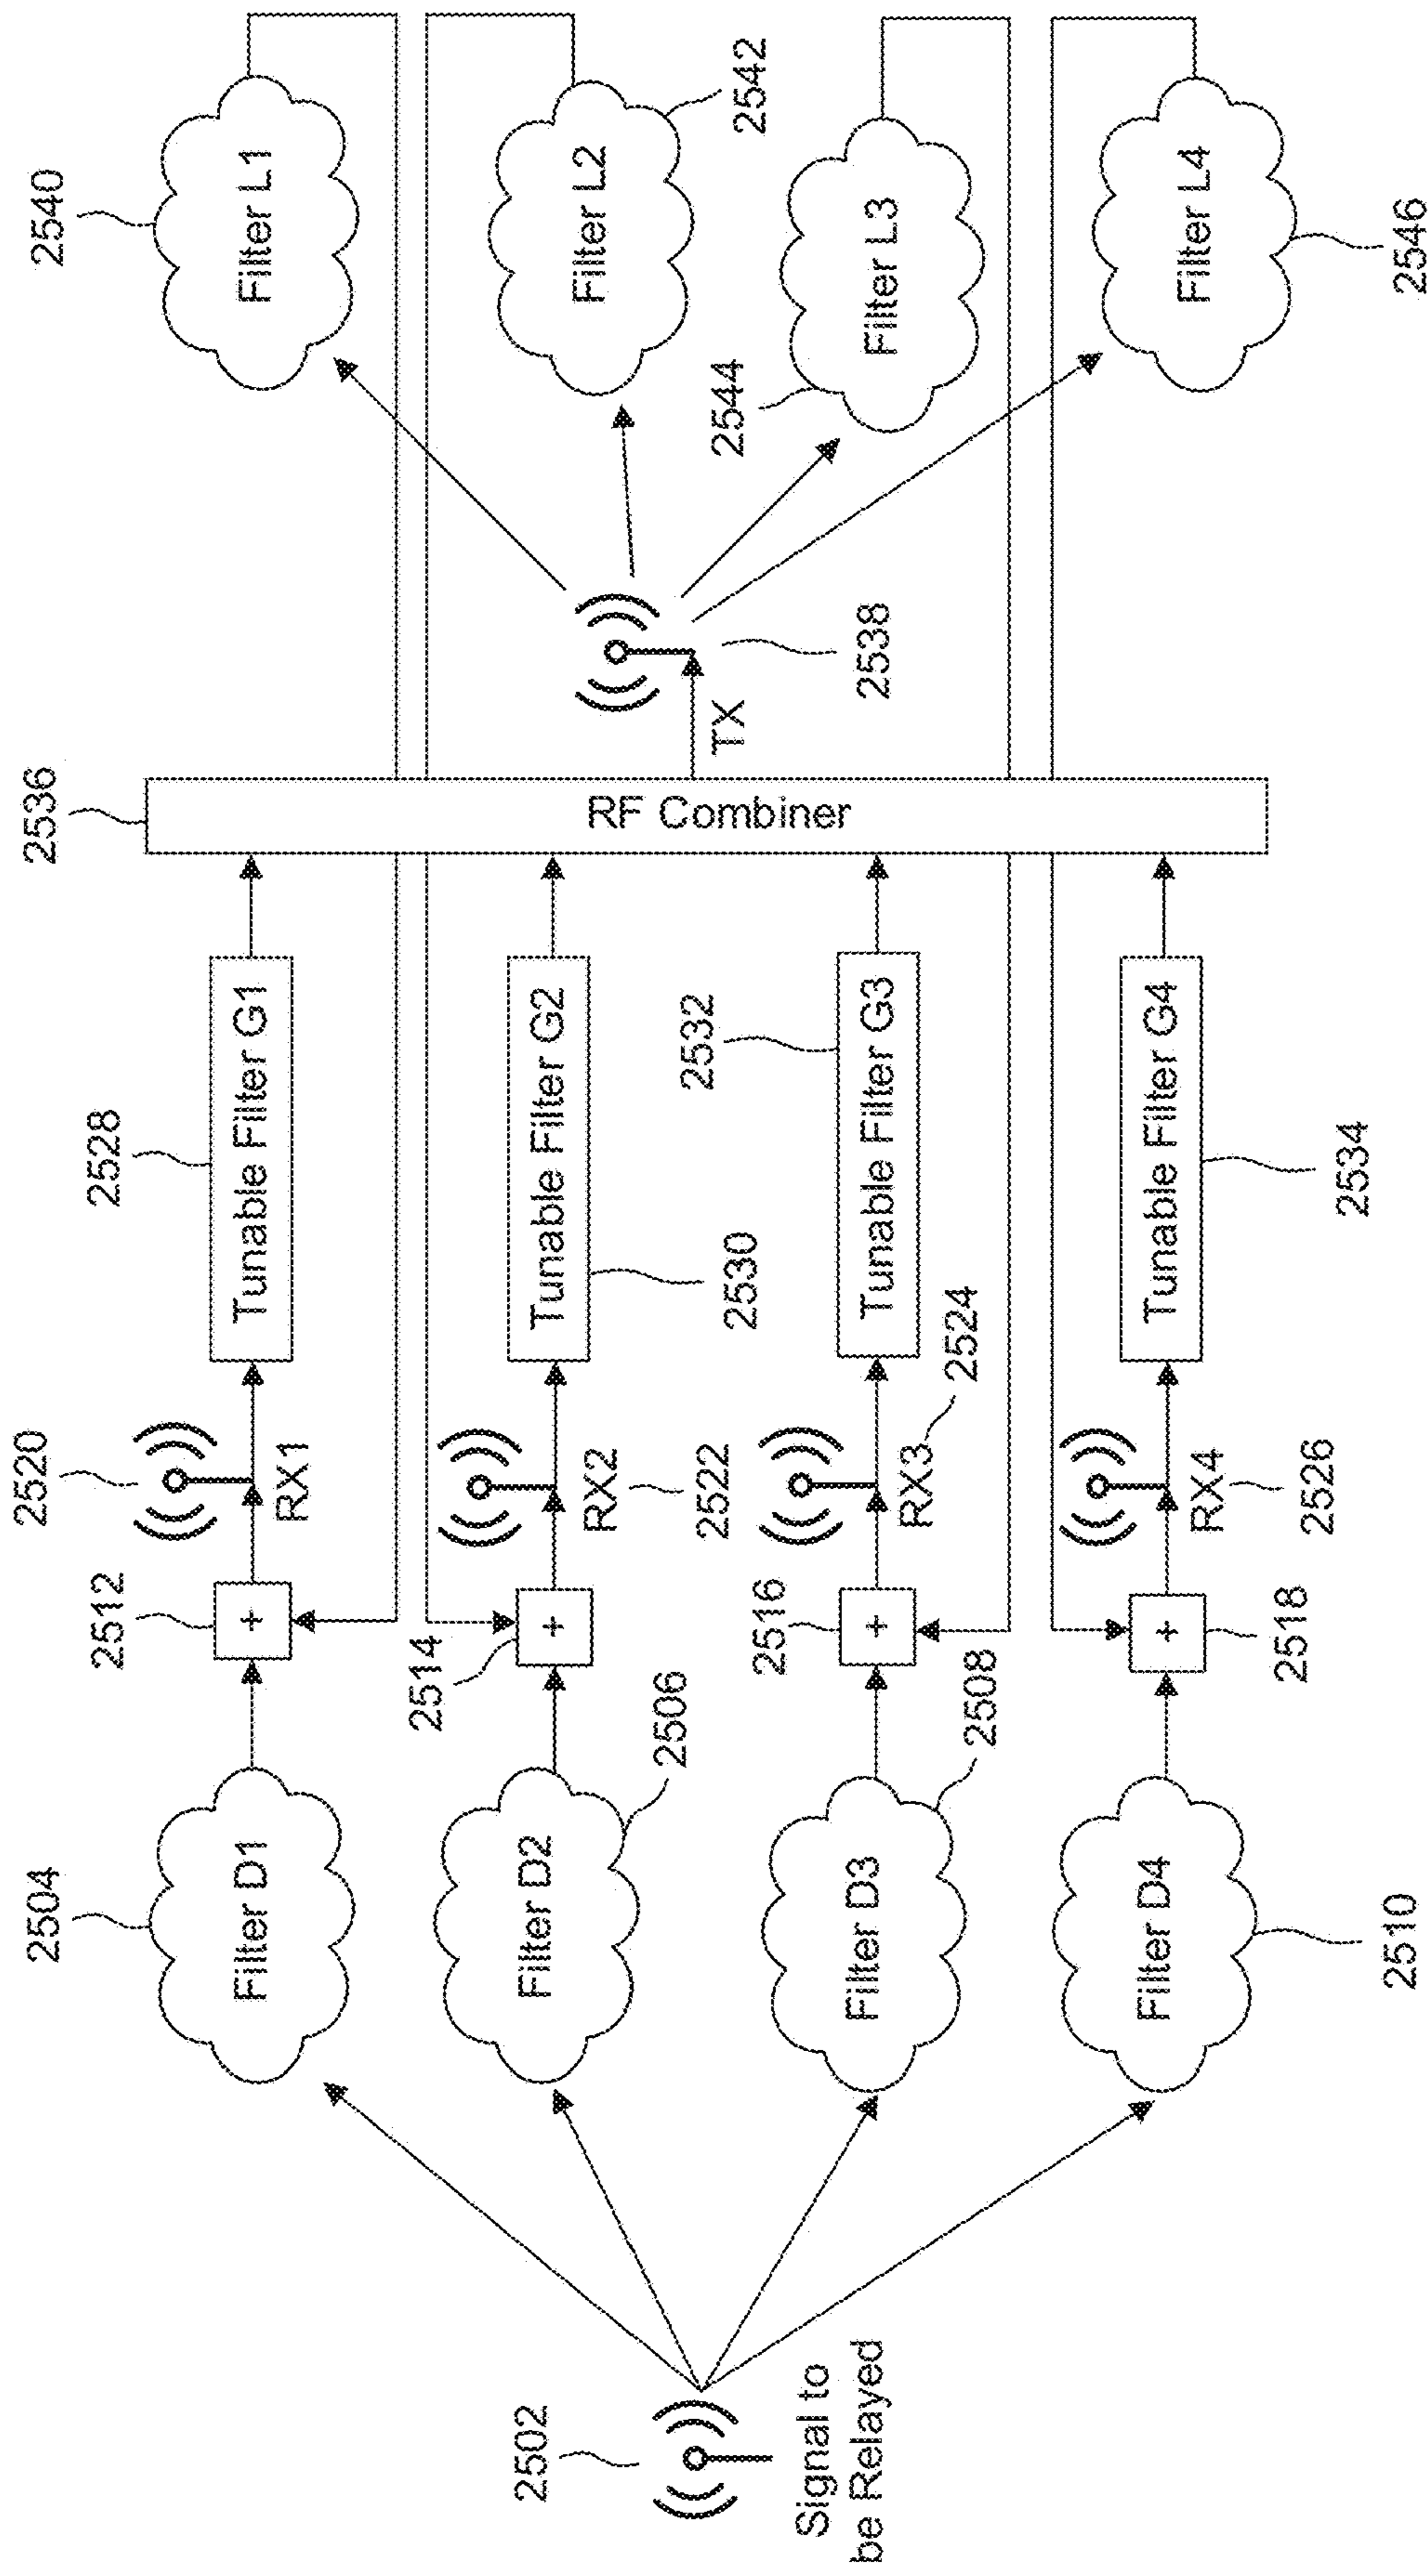 2502
Signal to
be Relayed
2504
Filter D1
2506
Filter D2
2508
Filter D3
2510
Filter D4
2512
+
2514
+
2516
+
2518
+
2520
RX1
RX2
2522
RX3
2524
RX4
2526
2528
Tunable Filter G1
Tunable Filter G2
2530
2532
Tunable Filter G3
Tunable Filter G4
2534
2536
RF Combiner
TX
2538
2540
Filter L1
Filter L2
2542
2544
Filter L3
Filter L4
2546